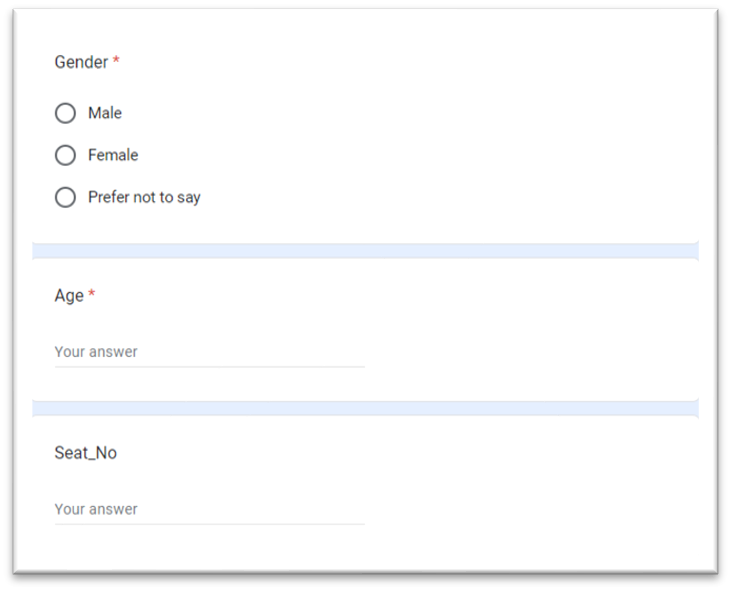 Gender *
Male
Female
Prefer not to say
Age *
Your answer
Seat_No
Your answer